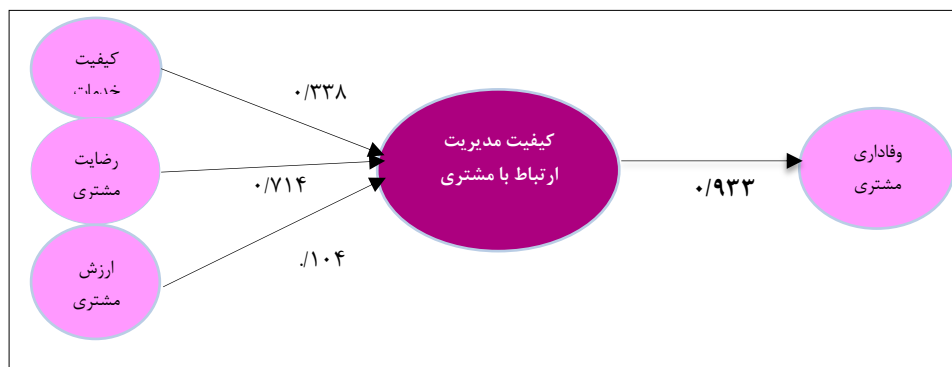 کیفیت
خدمات
۰/۳۳۸
کیفیت مدیریت
ارتباط با مشتری
وفاداری
مشتری
رضایت
مشتری
۰/۷۱۴
۰/۹۳۳
ارزش
مشتری
./۱۰۴